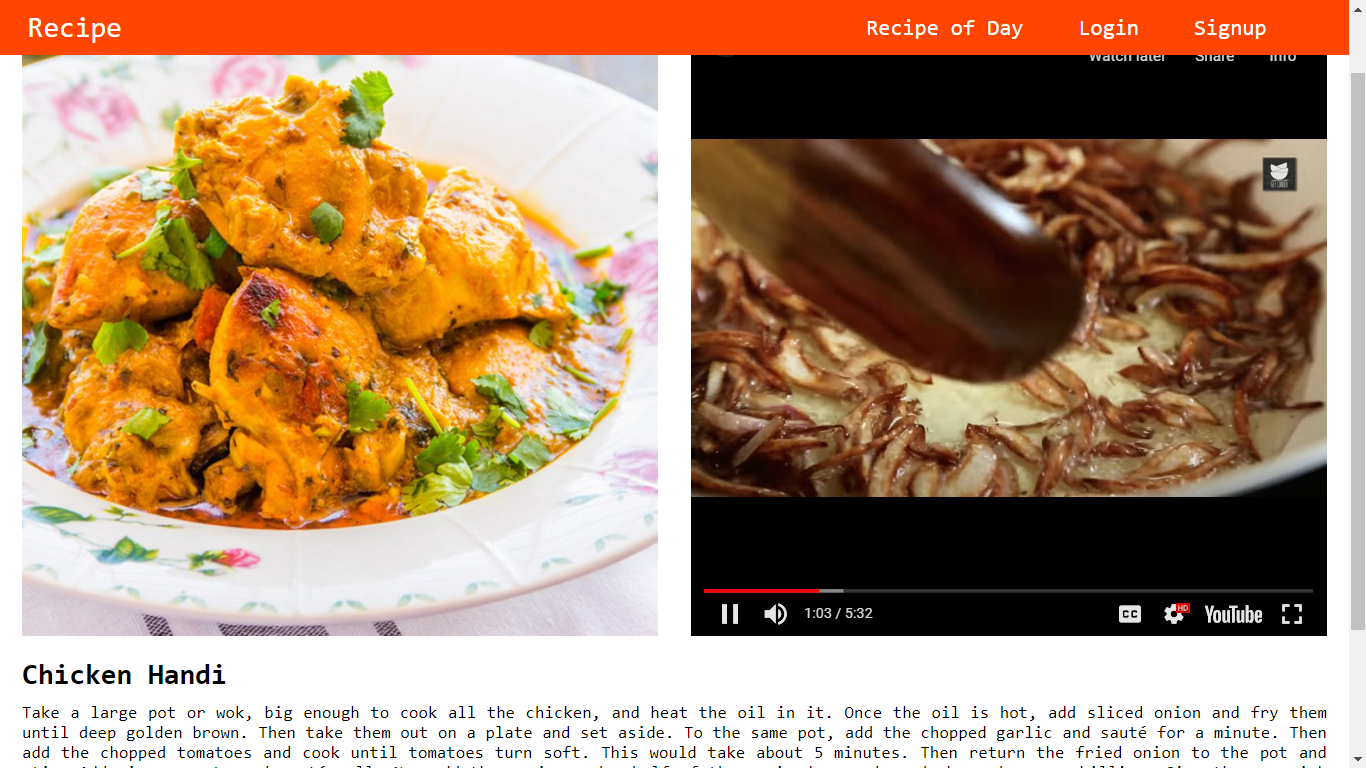 Recipe
Recipe of Day
Login
Signup
Watch later
Share
Info
HD
1:03 / 5:32
YouTube
Chicken Handi
Take a large pot or wok, big enough to cook all the chicken, and heat the oil in it. Once the oil is hot, add sliced onion and fry them
until deep golden brown. Then take them out on a plate and set aside. To the same pot, add the chopped garlic and sauté for a minute. Then
add the chopped tomatoes and cook until tomatoes turn soft. This would take about 5 minutes. Then return the fried onion to the pot and